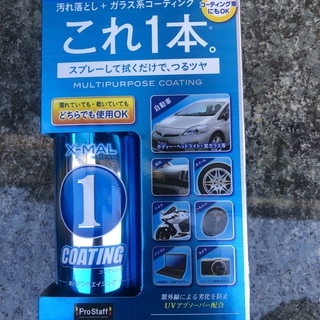 汚れ落とし + ガラス系コーティング
コーティング車
にもOK
これ1本。
スプレーして拭くだけで、つるツヤ
MULTIPURPOSE COATING
濡れていても・乾いていても
どちらでも使用OK
自動車
ボディー・ヘッドライト・窓ガラス等
X-MAL
1
COATING
紫外線による劣化を防止
UVアブソーバー配合
ProStaff